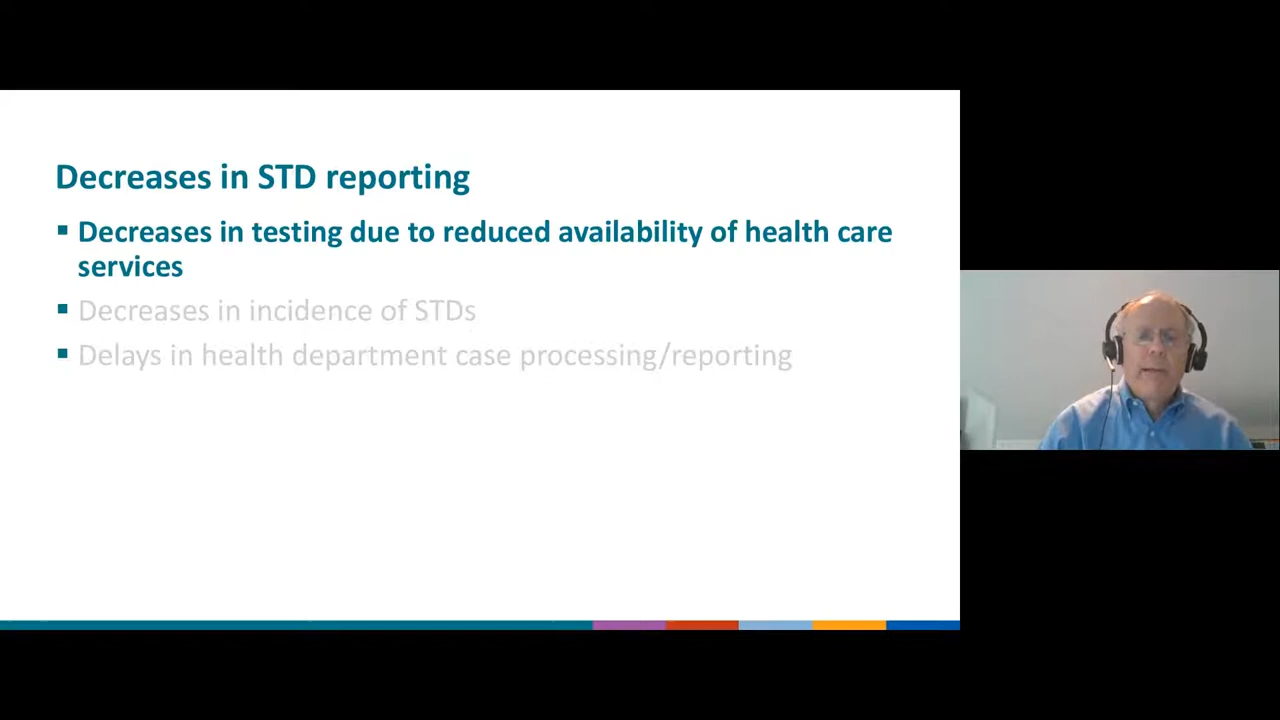 Decreases in STD reporting
▪ Decreases in testing due to reduced availability of health care
services
▪ Decreases in incidence of STDs
▪ Delays in health department case processing/reporting